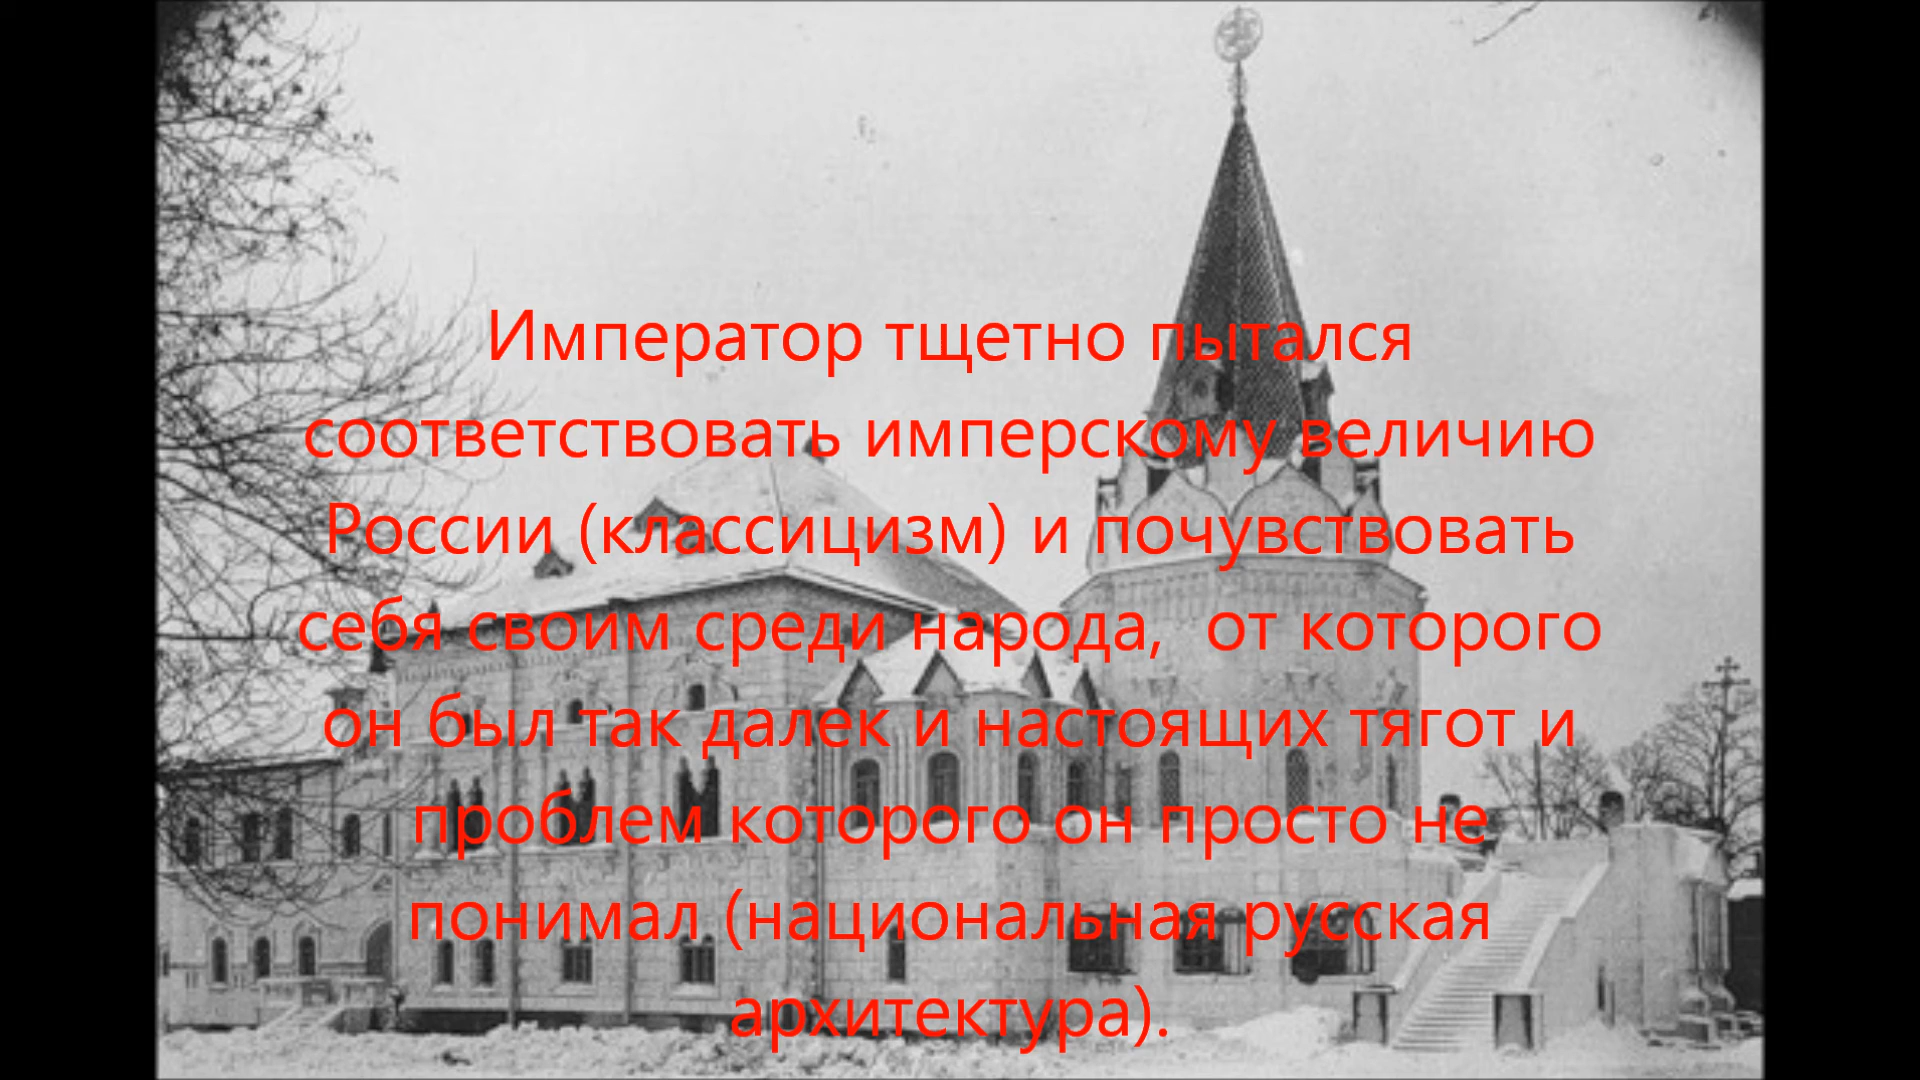 Император тщетно пытался
соответствовать имперскому величию
России (классицизм) и почувствовать
себя своим среди народа,  от которого
он был так далек и настоящих тягот и
проблем которого он просто не
понимал (национальная русская
архитектура).